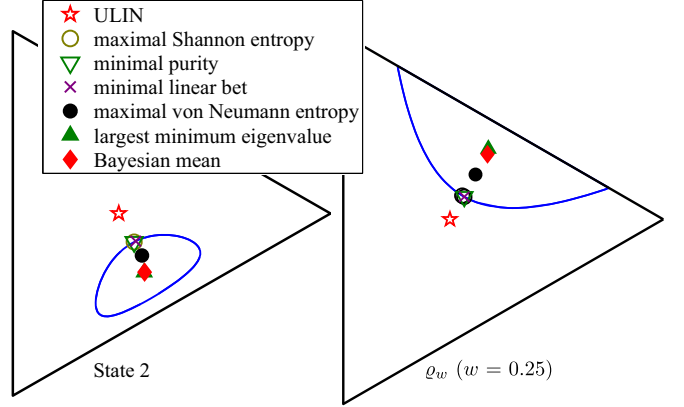 ULIN
maximal Shannon entropy
minimal purity
minimal linear bet
maximal von Neumann entropy
largest minimum eigenvalue
Bayesian mean
State 2
ϱ_w (w = 0.25)